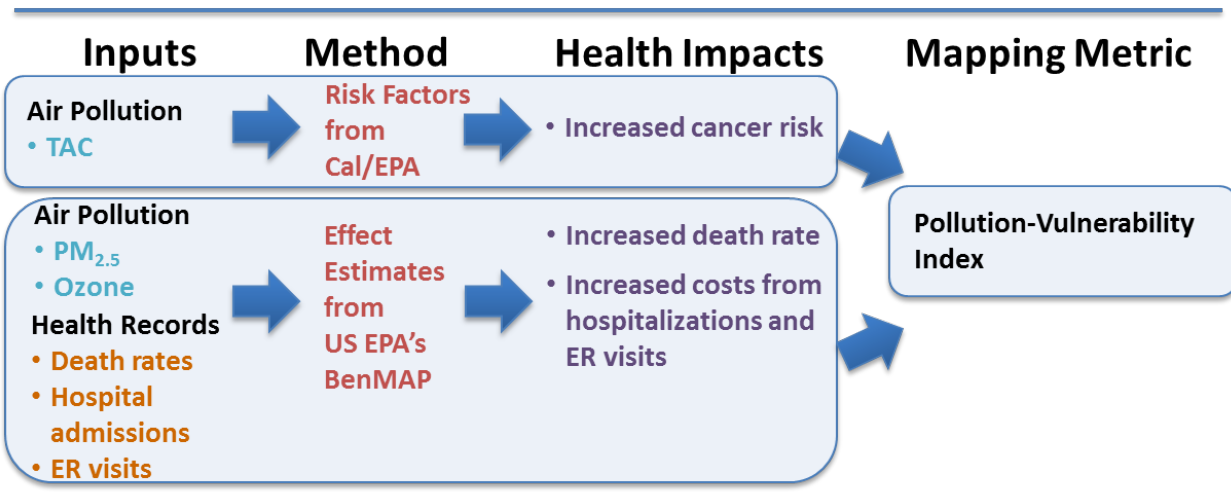 Inputs
Method
Health Impacts
Mapping Metric
Air Pollution
• TAC
Risk Factors
from
Cal/EPA
• Increased cancer risk
Air Pollution
• PM2.5
• Ozone
Health Records
• Death rates
• Hospital
admissions
• ER visits
Effect
Estimates
from
US EPA's
BenMAP
• Increased death rate
• Increased costs from
hospitalizations and
ER visits
Pollution-Vulnerability
Index